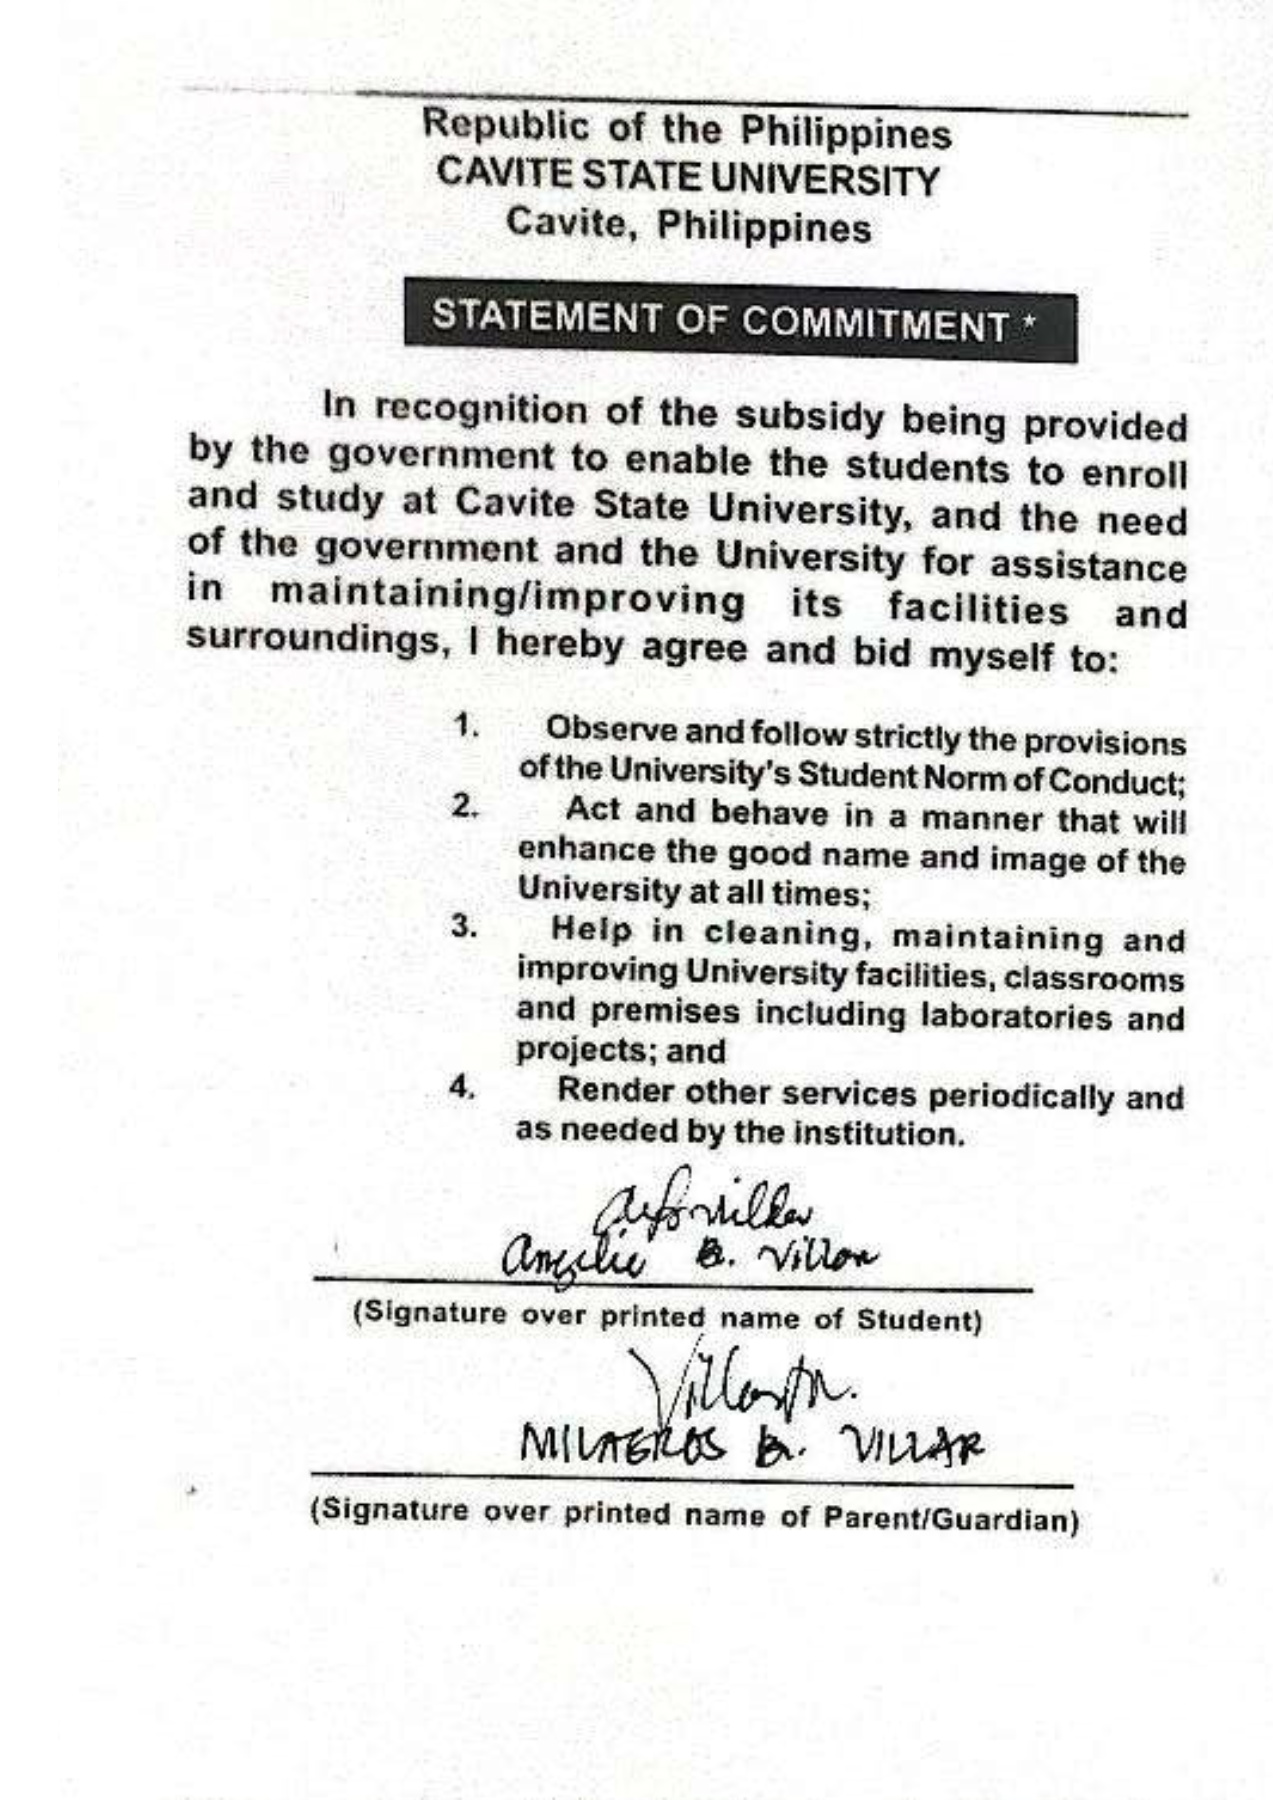 Republic of the Philippines
CAVITE STATE UNIVERSITY
Cavite, Philippines
STATEMENT OF COMMITMENT *
In recognition of the subsidy being provided
by the government to enable the students to enroll
and study at Cavite State University, and the need
of the government and the University for assistance
in maintaining/improving its facilities and
surroundings, I hereby agree and bid myself to:
1. Observe and follow strictly the provisions
of the University's Student Norm of Conduct;
2. Act and behave in a manner that will
enhance the good name and image of the
University at all times;
3. Help in cleaning, maintaining and
improving University facilities, classrooms
and premises including laboratories and
projects; and
4. Render other services periodically and
as needed by the institution.
B.
(Signature over printed name of Student)
MILAGROS B. VILLAR
(Signature over printed name of Parent/Guardian)